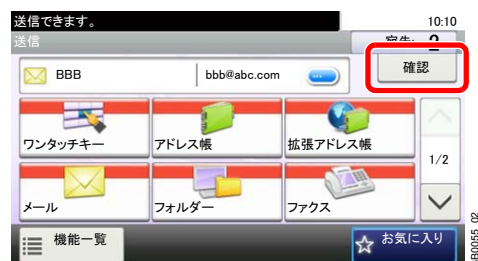 送信できます。
10:10
送信
宛先: 2
確認
BBB
bbb@abc.com
ワンタッチキー
アドレス帳
拡張アドレス帳
1/2
メール
フォルダー
ファクス
機能一覧
お気に入り
B0055_02